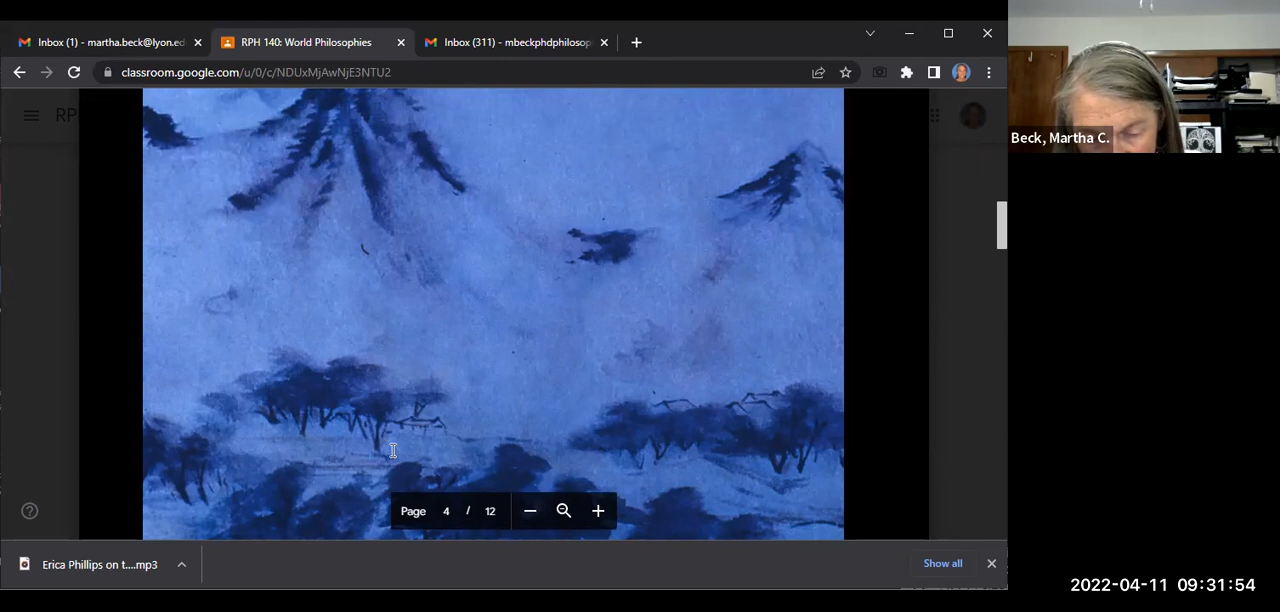 Inbox (1) - martha.beck@lyon.ed
RPH 140: World Philosophies
Inbox (311) - mbeckphdphilosop
classroom.google.com/u/0/c/NDUxMjAwNjE3NTU2
RPH
Beck, Martha C.
Page 4 / 12
Erica Phillips on t....mp3
Show all
2022-04-11 09:31:54